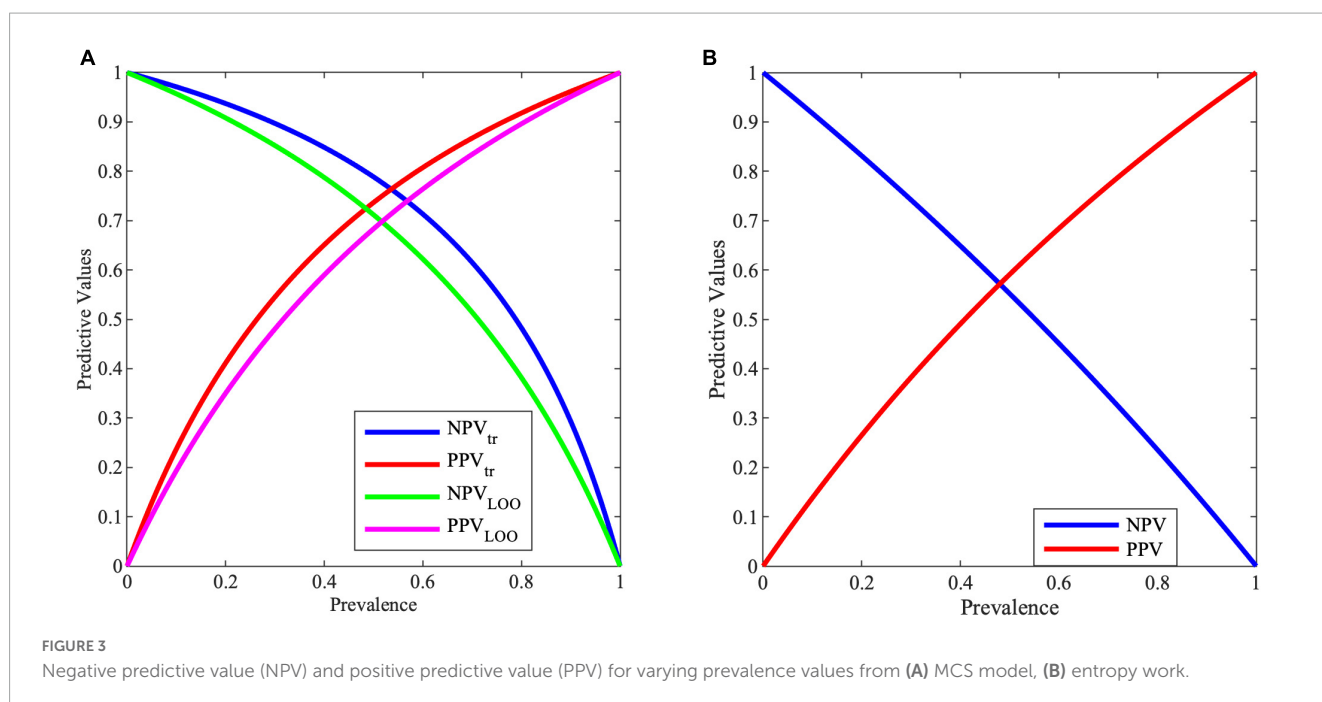 A
1
0.9
0.8
0.7
0.6
0.5
0.4
0.3
0.2
0.1
0
Predictive Values
0 0.2 0.4 0.6 0.8 1
Prevalence
NPVtr
PPVtr
NPVLOO
PPVLOO
B
1
0.9
0.8
0.7
0.6
0.5
0.4
0.3
0.2
0.1
0
Predictive Values
0 0.2 0.4 0.6 0.8 1
Prevalence
NPV
PPV
FIGURE 3
Negative predictive value (NPV) and positive predictive value (PPV) for varying prevalence values from (A) MCS model, (B) entropy work.